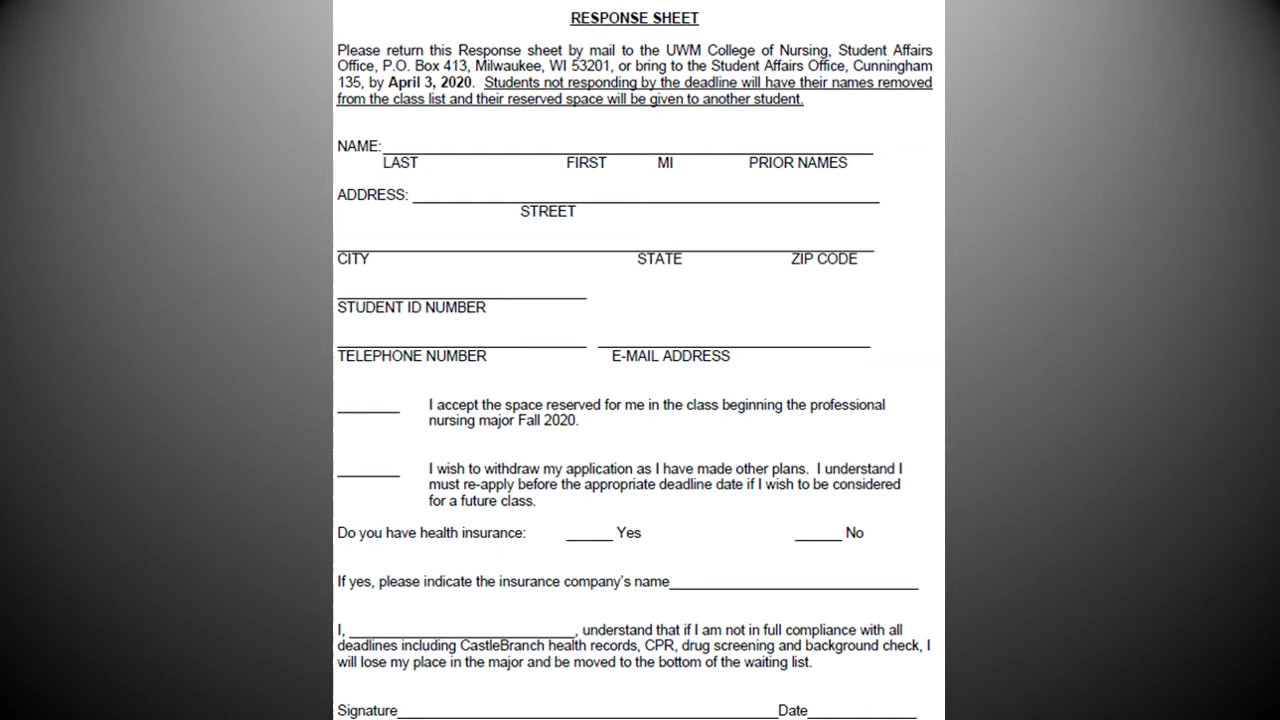 RESPONSE SHEET
Please return this Response sheet by mail to the UWM College of Nursing, Student Affairs
Office, P.O. Box 413, Milwaukee, WI 53201, or bring to the Student Affairs Office, Cunningham
135, by April 3, 2020. Students not responding by the deadline will have their names removed
from the class list and their reserved space will be given to another student.
NAME:
LAST FIRST MI PRIOR NAMES
ADDRESS:
STREET
CITY STATE ZIP CODE
STUDENT ID NUMBER
TELEPHONE NUMBER E-MAIL ADDRESS
I accept the space reserved for me in the class beginning the professional
nursing major Fall 2020.
I wish to withdraw my application as I have made other plans. I understand I
must re-apply before the appropriate deadline date if I wish to be considered
for a future class.
Do you have health insurance: ______ Yes ______ No
If yes, please indicate the insurance company's name
I, ____________________, understand that if I am not in full compliance with all
deadlines including CastleBranch health records, CPR, drug screening and background check, I
will lose my place in the major and be moved to the bottom of the waiting list.
Signature____________________Date__________